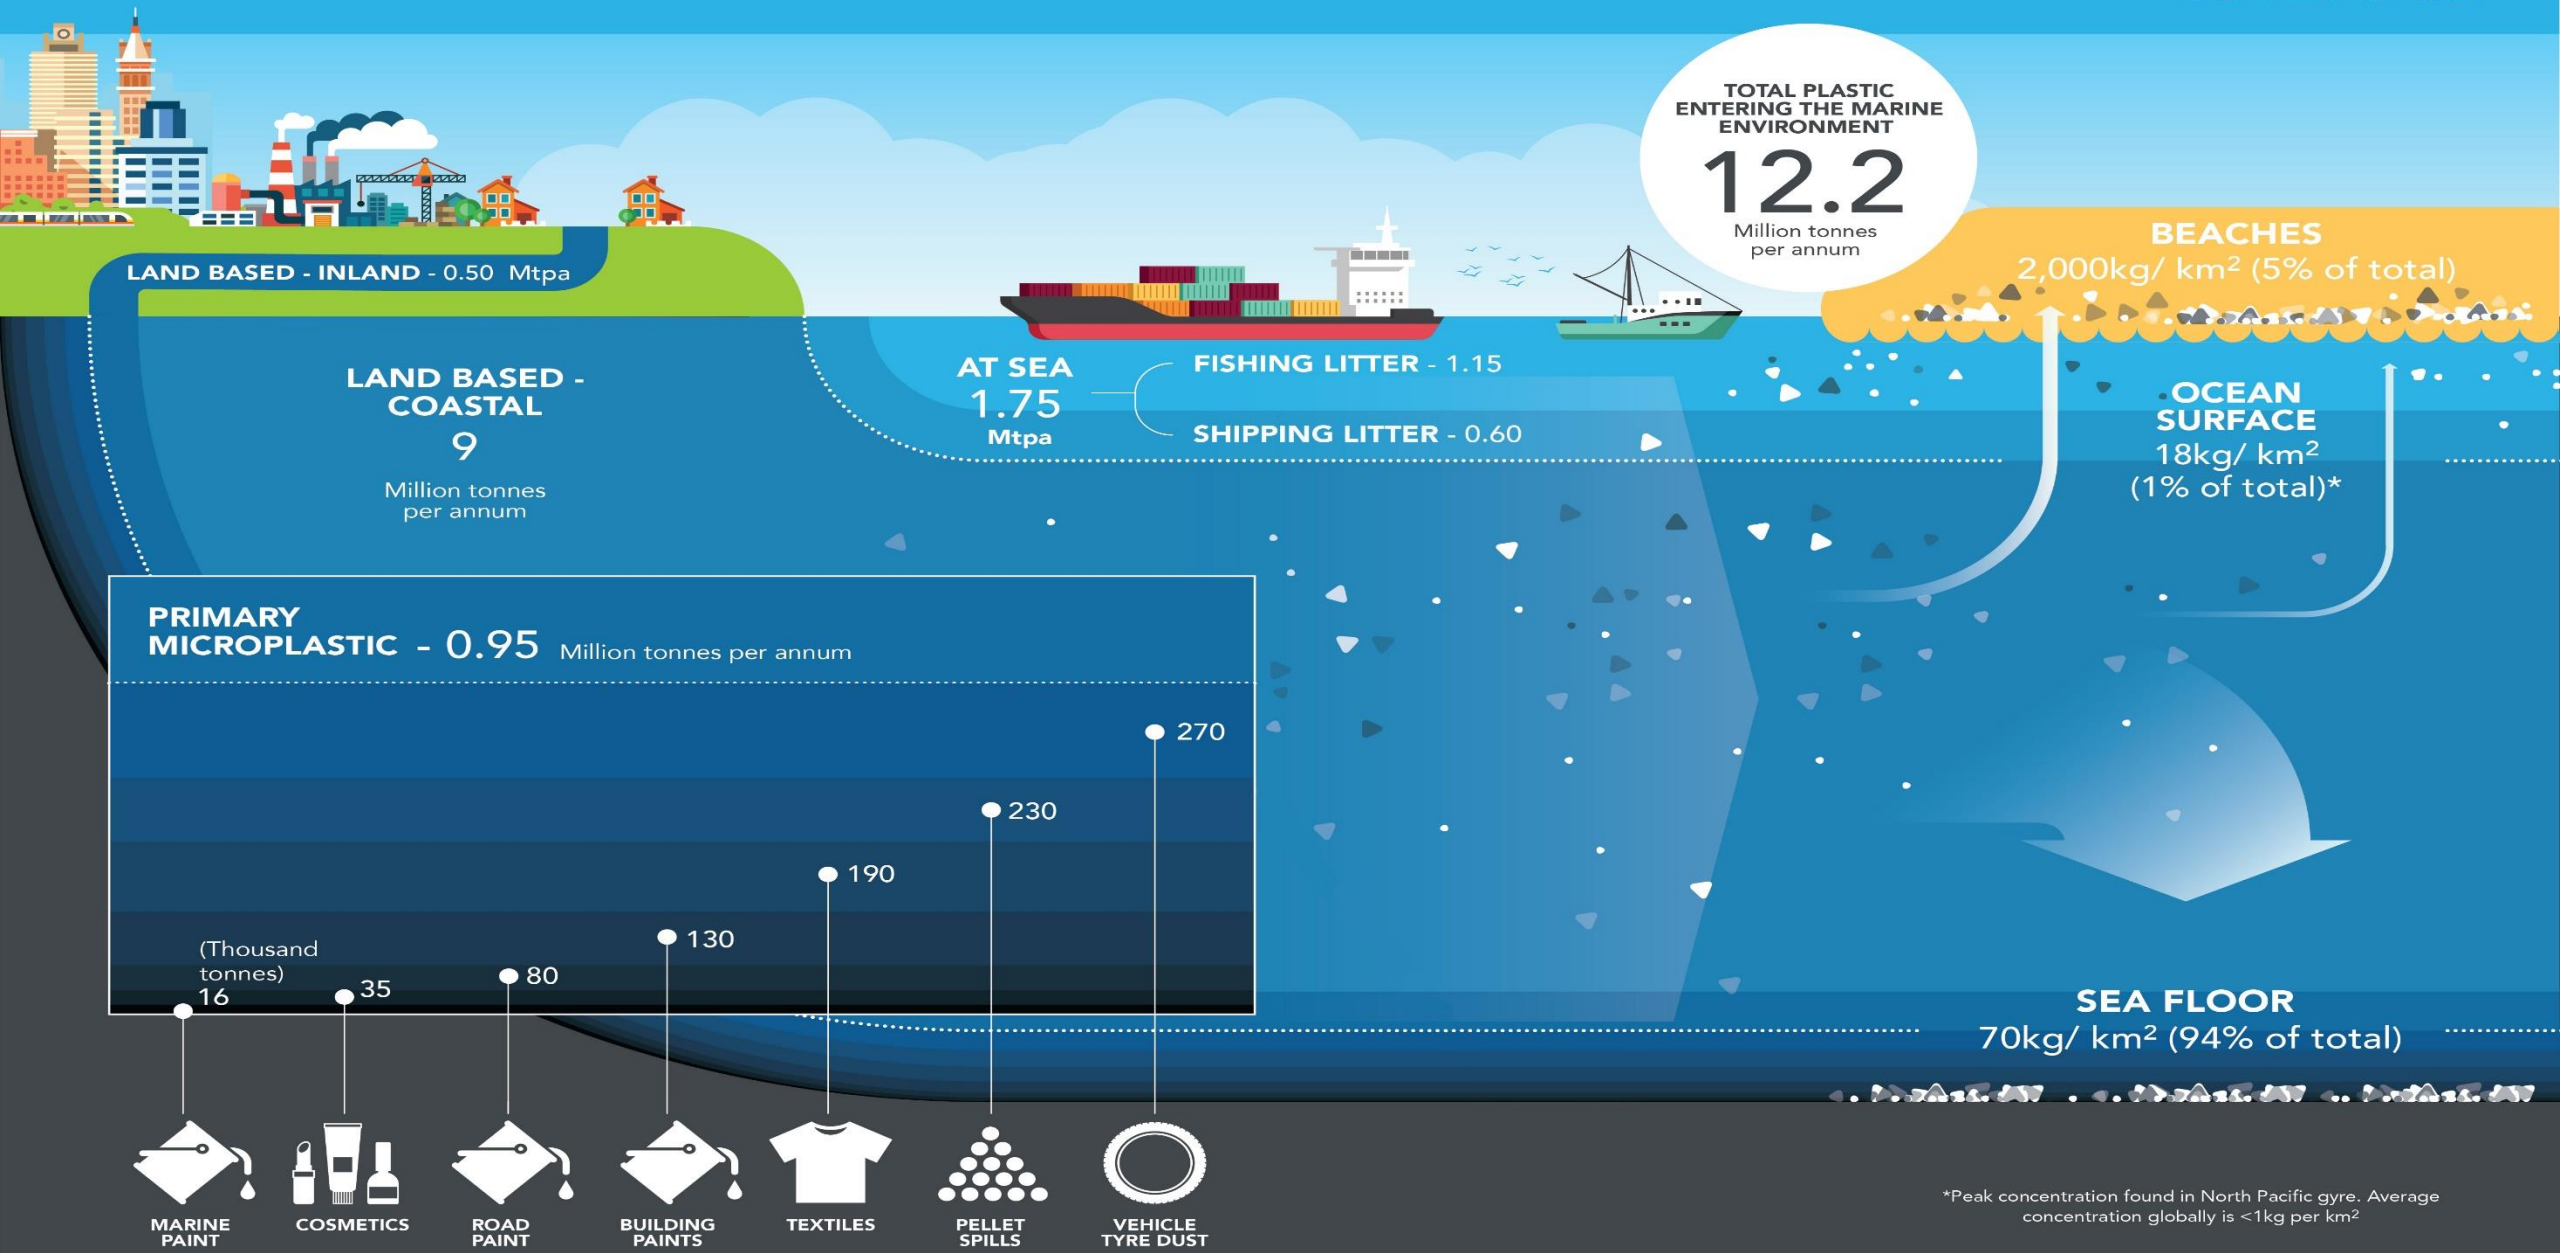 TOTAL PLASTIC
ENTERING THE MARINE
ENVIRONMENT
12.2
Million tonnes
per annum
BEACHES
2,000kg/ km² (5% of total)
LAND BASED - INLAND - 0.50 Mtpa
LAND BASED -
COASTAL
9
Million tonnes
per annum
AT SEA
1.75
Mtpa
FISHING LITTER - 1.15
SHIPPING LITTER - 0.60
OCEAN
SURFACE
18kg/ km²
(1% of total)*
PRIMARY
MICROPLASTIC - 0.95 Million tonnes per annum
(Thousand
tonnes)
16
35
80
130
190
230
270
MARINE
PAINT
COSMETICS
ROAD
PAINT
BUILDING
PAINTS
TEXTILES
PELLET
SPILLS
VEHICLE
TYRE DUST
SEA FLOOR
70kg/ km² (94% of total)
*Peak concentration found in North Pacific gyre. Average
concentration globally is <1kg per km²